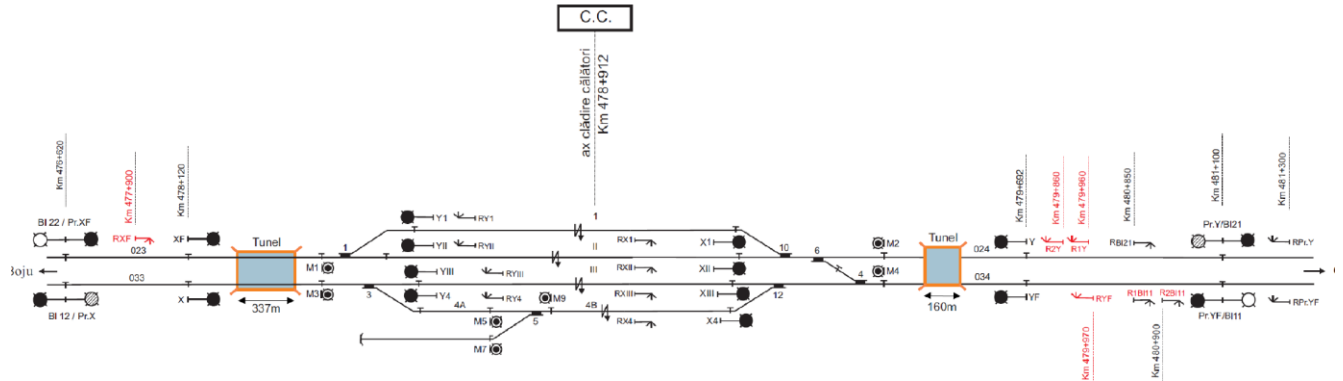 C.C.
ax clădire călători
Km 478+912
Km 476+620
Km 477+900
Km 478+120
Km 479+692
Km 479+860
Km 479+960
Km 480+850
Km 481+100
Km 481+300
BI 22 / Pr.XF
RXF
XF
Tunel
Y1
RY1
1
RX1
X1
M2
Tunel
Y
R2Y
R1Y
RBI21
Pr.Y/BI21
RPr.Y
023
1
YII
RYII
II
RXII
XII
10
6
024
Boju
M1
YIII
RYIII
III
XIII
RXIII
4
M4
033
M3
3
Y4
RY4
M9
12
034
BI 12 / Pr.X
X
337m
4A
M5
5
4B
RX4
X4
160m
YF
RYF
R1BI11
R2BI11
Pr.YF/BI11
RPr.YF
M7
Km 479+970
Km 480+900